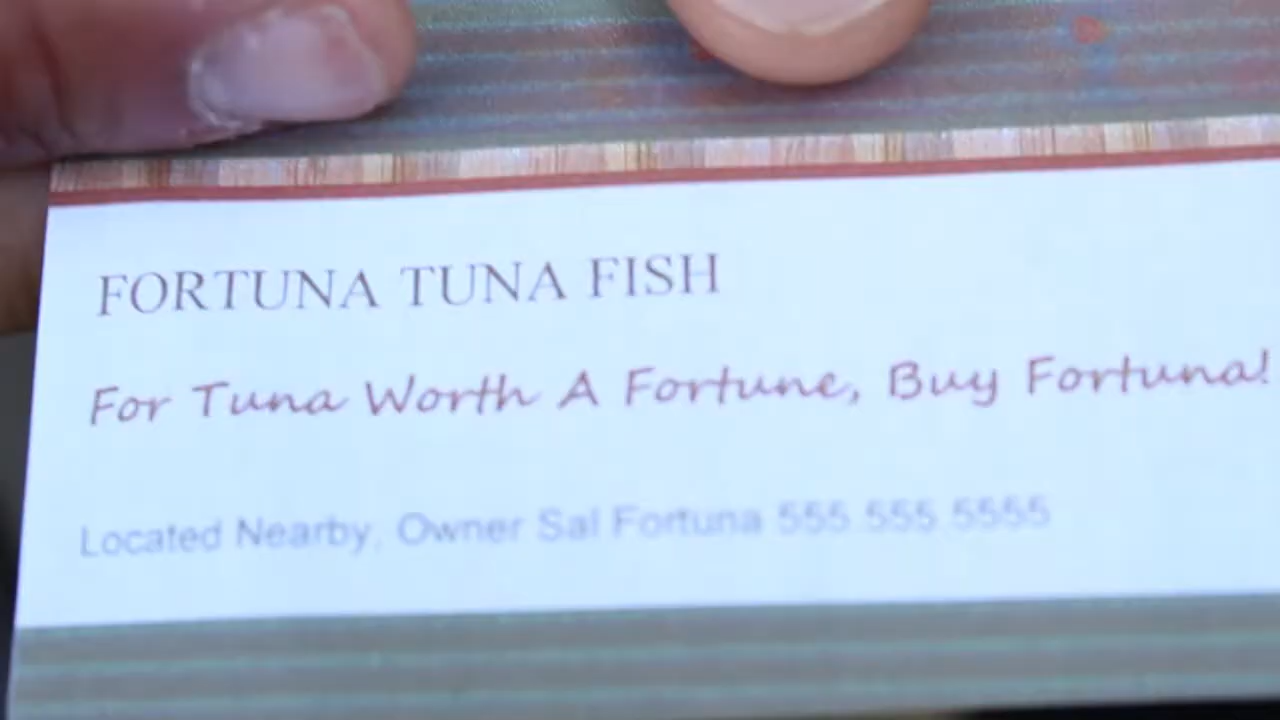 FORTUNA TUNA FISH
For Tuna Worth A Fortune, Buy Fortuna!
Located Nearby, Owner Sal Fortuna 555 555 5555